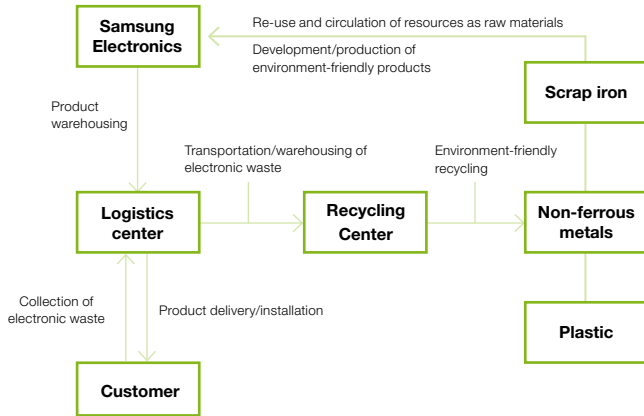 Samsung
Electronics
Re-use and circulation of resources as raw materials
Development/production of
environment-friendly products
Scrap iron
Product
warehousing
Transportation/warehousing of
electronic waste
Environment-friendly
recycling
Logistics
center
Recycling
Center
Non-ferrous
metals
Collection of
electronic waste
Product delivery/installation
Plastic
Customer